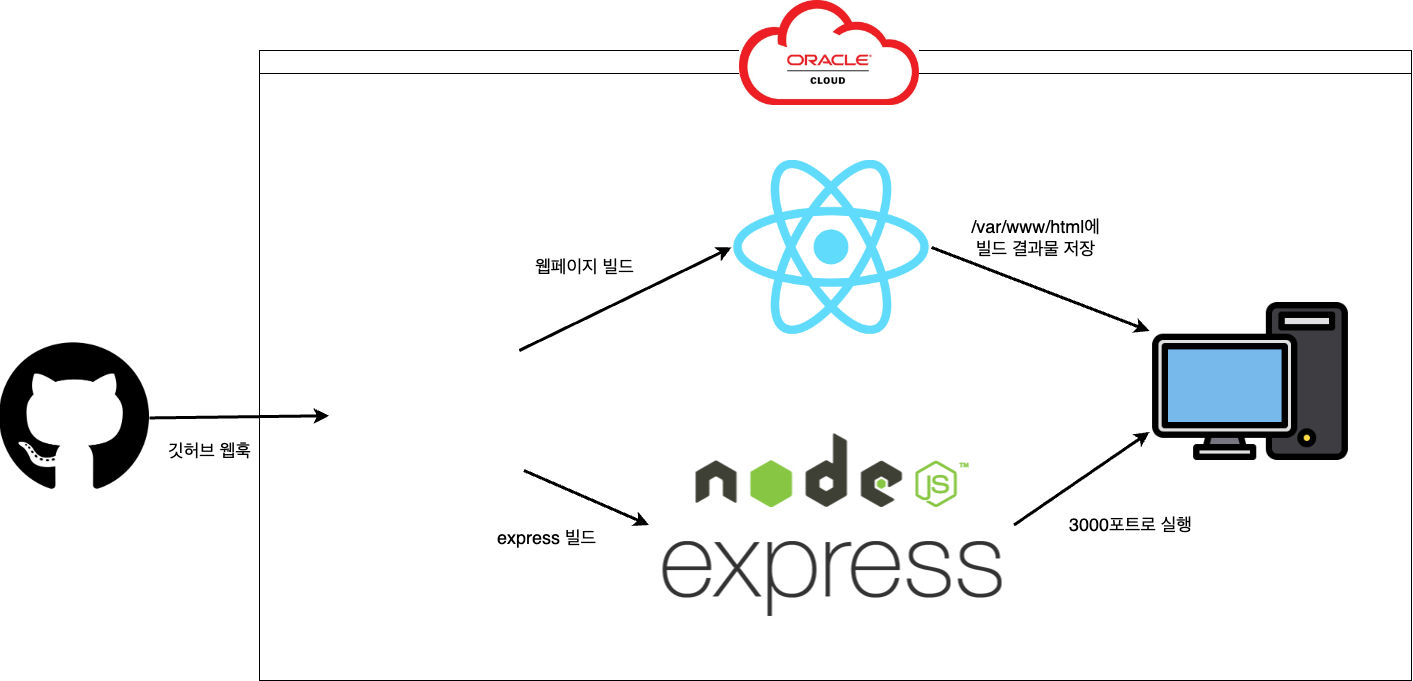 ORACLE
CLOUD
/var/www/html에
빌드 결과물 저장
웹페이지 빌드
깃허브 웹훅
node
JS™
express 빌드
3000포트로 실행
express